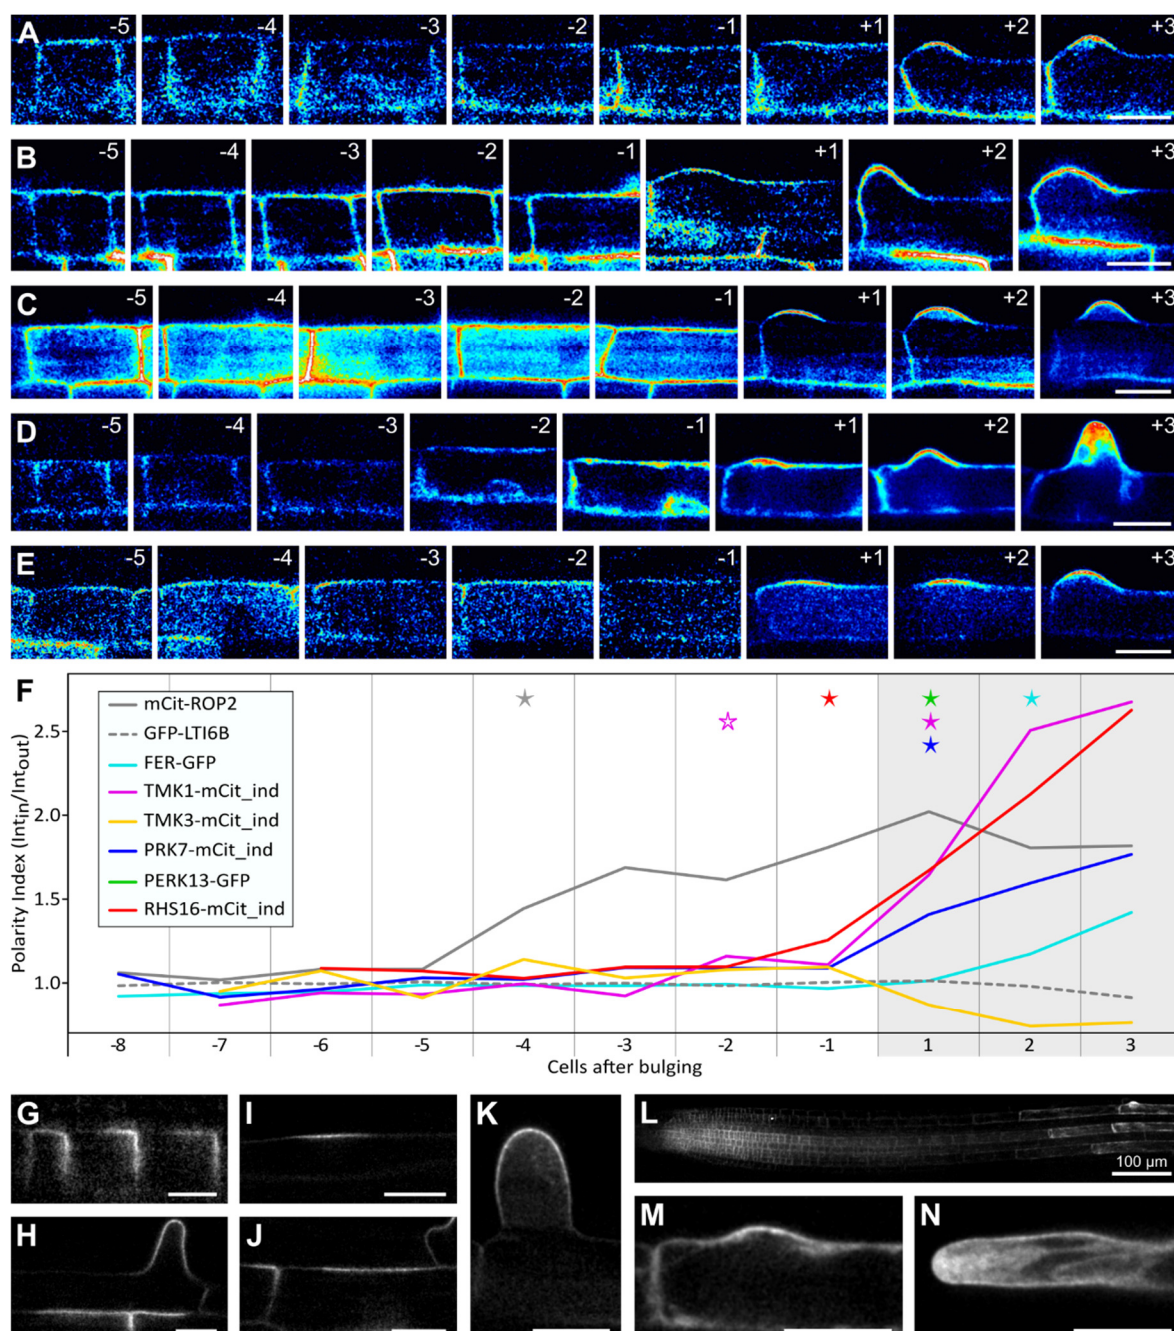 A -5 -4 -3 -2 -1 +1 +2 +3
B -5 -4 -3 -2 -1 +1 +2 +3
C -5 -4 -3 -2 -1 +1 +2 +3
D -5 -4 -3 -2 -1 +1 +2 +3
E -5 -4 -3 -2 -1 +1 +2 +3
F
mCit-ROP2
GFP-LTI6B
FER-GFP
TMK1-mCit_ind
TMK3-mCit_ind
PRK7-mCit_ind
PERK13-GFP
RHS16-mCit_ind
Polarity Index (Int_in/Int_out)
2.5
2.0
1.5
1.0
-8 -7 -6 -5 -4 -3 -2 -1 1 2 3
Cells after bulging
G I K L
100 µm
H J M N